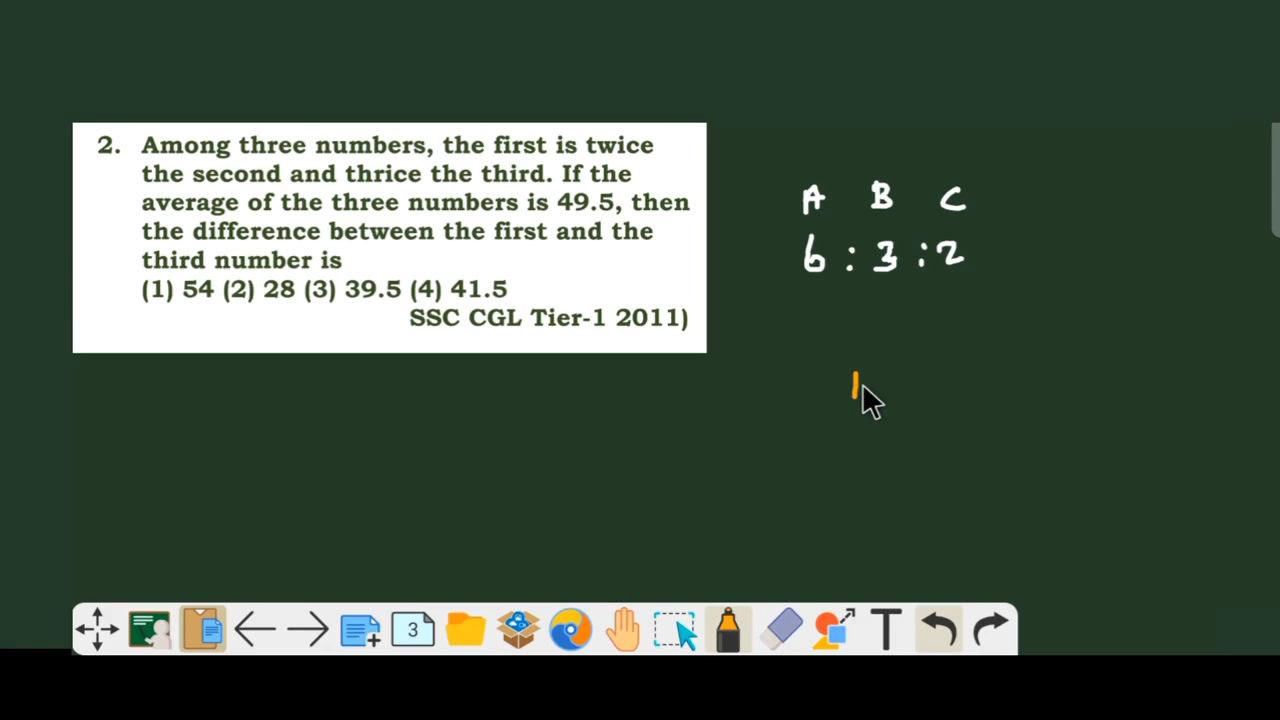 2. Among three numbers, the first is twice
the second and thrice the third. If the
average of the three numbers is 49.5, then
the difference between the first and the
third number is
(1) 54 (2) 28 (3) 39.5 (4) 41.5
SSC CGL Tier-1 2011)
A B C
6 : 3 : 2
3
T